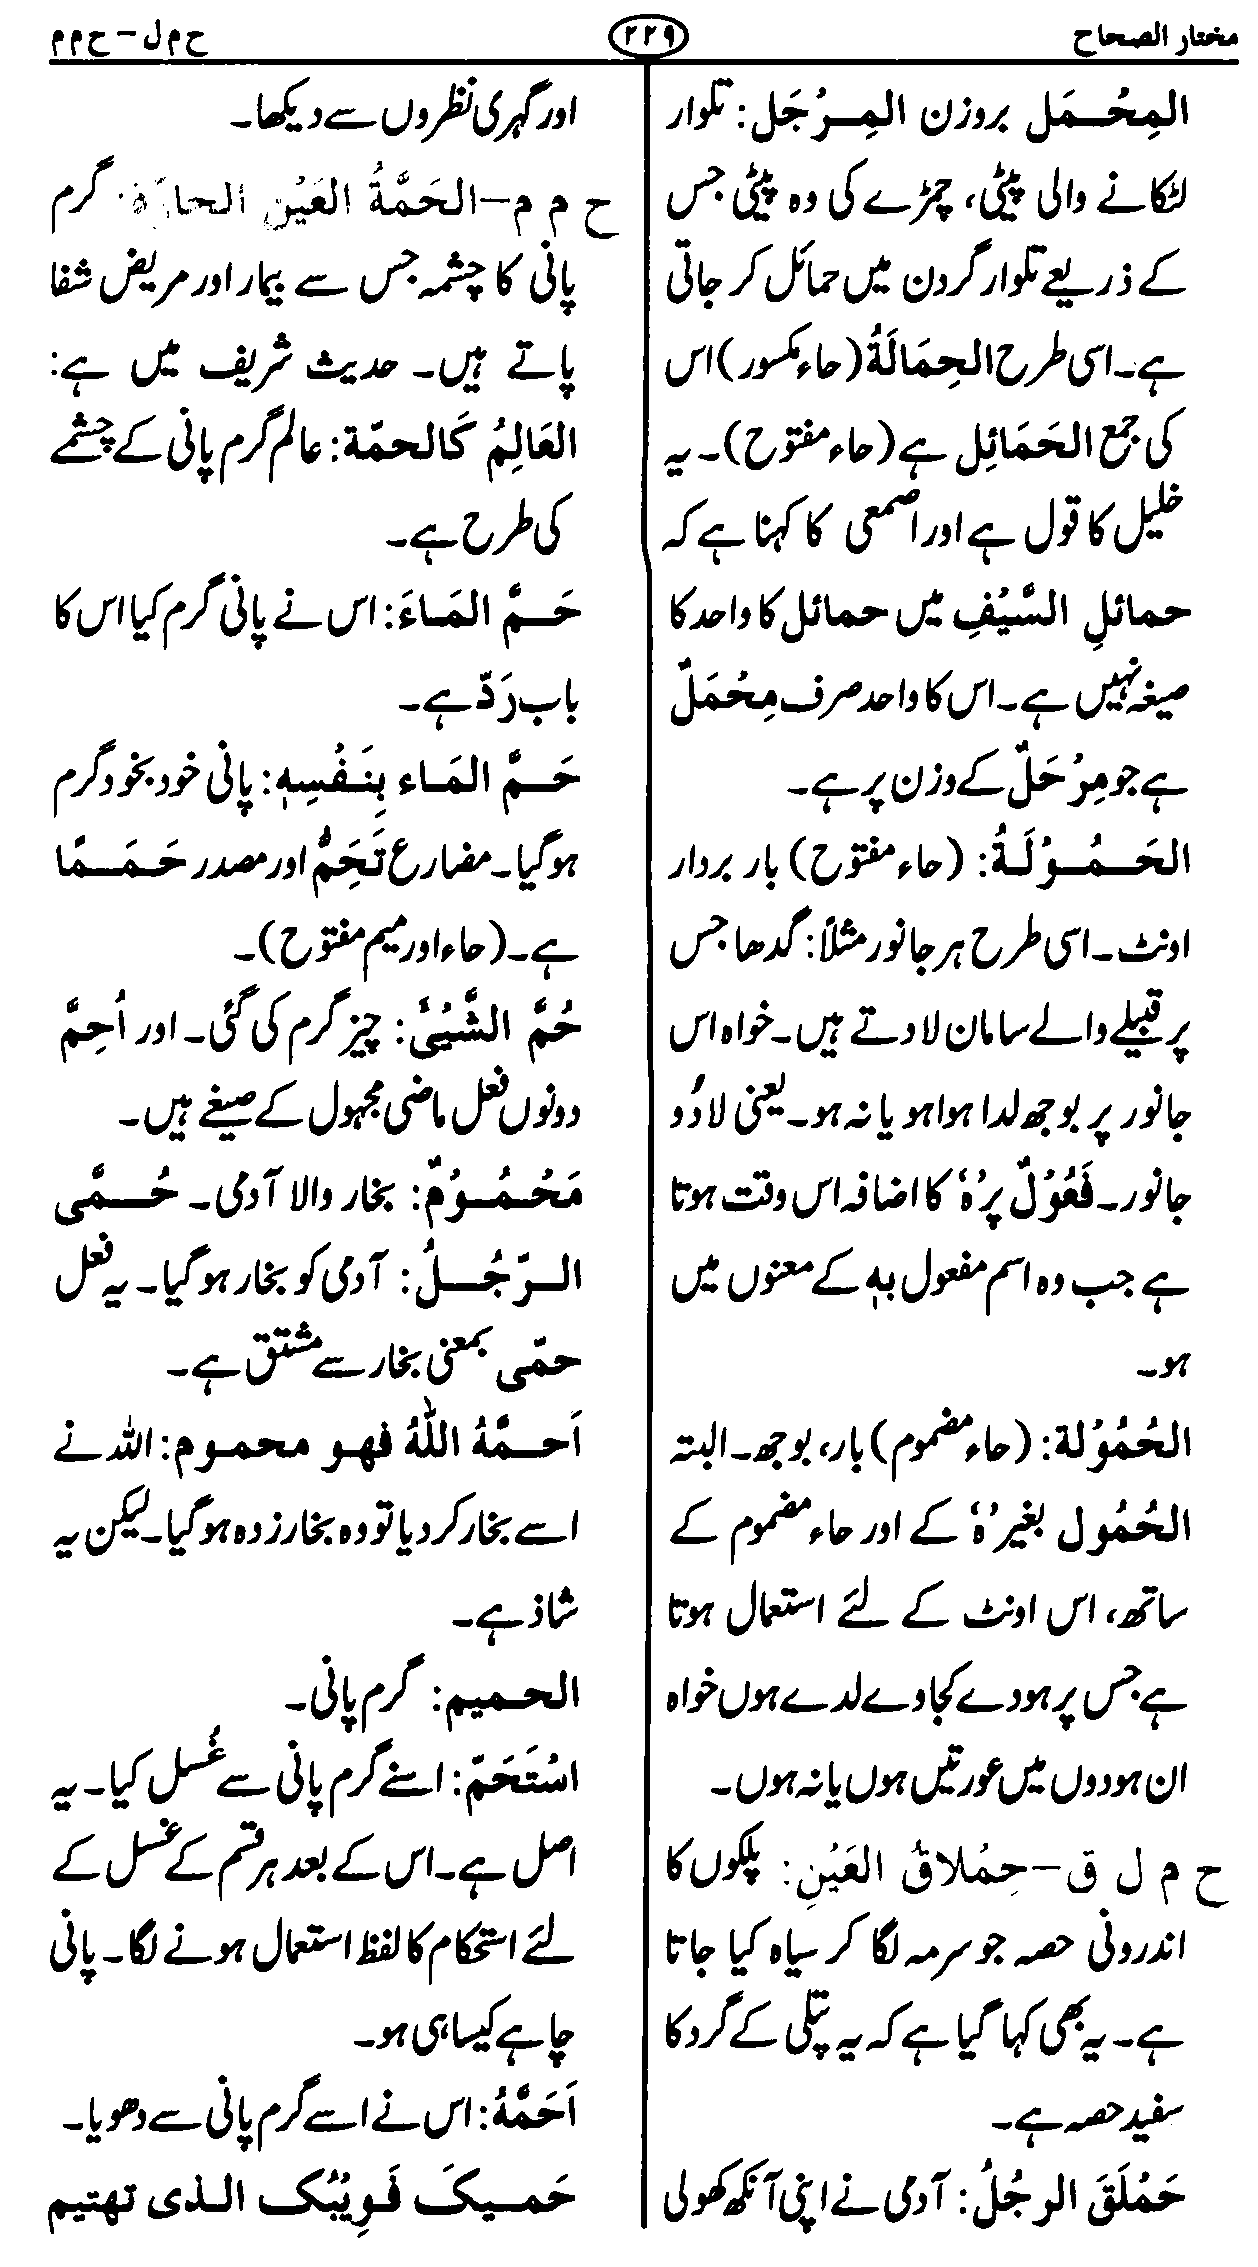 مختار الصحاح
۲۲۹
ح م ل – ح م م
المِحْمَل بروزن المِرْجَل: تلوار
لٹکانے والی پیٹی، چمڑے کی وہ پیٹی جس
کے ذریعے تلوار گردن میں حمائل کر جاتی
ہے۔ اسی طرح الحِمَالَةُ (حاء مکسور) اس
کی جمع الحَمَائِل ہے (حاء مفتوح)۔ یہ
خلیل کا قول ہے اور اصمعی کا کہنا ہے کہ
حمائلِ السَّيْفِ میں حمائل کا واحد کا
صیغہ نہیں ہے۔ اس کا واحد صرف مِحْمَلٌ
ہے جو مِرْحَلٌ کے وزن پر ہے۔
الحَمُوْلَةُ: (حاء مفتوح) بار بردار
اونٹ۔ اسی طرح ہر جانور مثلاً: گدھا جس
پر قبیلے والے سامان لادتے ہیں۔ خواہ اس
جانور پر بوجھ لدا ہوا ہو یا نہ ہو۔ یعنی لادُو
جانور۔ فَعُوْلٌ پر ہُ کا اضافہ اس وقت ہوتا
ہے جب وہ اسم مفعول بہٖ کے معنوں میں
ہو۔
الحُمُوْلة: (حاء مضموم) بار، بوجھ۔ البتہ
الحُمُول بغیر ہُ کے اور حاء مضموم کے
ساتھ، اس اونٹ کے لئے استعمال ہوتا
ہے جس پر ہودے کجاوے لدے ہوں خواہ
ان ہودوں میں عورتیں ہوں یا نہ ہوں۔
ح م ل ق – حِمْلاقُ العَيْنِ: پلکوں کا
اندرونی حصہ جو سرمہ لگا کر سیاہ کیا جاتا
ہے۔ یہ بھی کہا گیا ہے کہ یہ پتلی کے گرد کا
سفید حصہ ہے۔
حَمْلَقَ الرجُلُ: آدمی نے اپنی آنکھ کھولی
اور گہری نظروں سے دیکھا۔
ح م م – الحَمَّةُ العَيْن الحارّة: گرم
پانی کا چشمہ جس سے بیمار اور مریض شفا
پاتے ہیں۔ حدیث شریف میں ہے:
العَالِمُ كَالحمّة: عالم گرم پانی کے چشمے
کی طرح ہے۔
حَمَّ المَاءَ: اس نے پانی گرم کیا اس کا
باب رَدّ ہے۔
حَمَّ المَاء بِنَفْسِهٖ: پانی خود بخود گرم
ہوگیا۔ مضارع تَحِمُّ اور مصدر حَمَمًا
ہے۔ (حاء اور میم مفتوح)۔
حُمَّ الشَّيْئُ: چیز گرم کی گئی۔ اور اُحِمَّ
دونوں فعل ماضی مجہول کے صیغے ہیں۔
مَحْمُوْمٌ: بخار والا آدمی۔ حُمَّى
الرّجُلُ: آدمی کو بخار ہوگیا۔ یہ فعل
حمّى بمعنی بخار سے مشتق ہے۔
اَحمَّهُ اللّٰهُ فهو محموم: اللہ نے
اسے بخار کر دیا تو وہ بخار زدہ ہوگیا۔ لیکن یہ
شاذ ہے۔
الحميم: گرم پانی۔
اسْتَحَمّ: اسنے گرم پانی سے غُسل کیا۔ یہ
اصل ہے۔ اس کے بعد ہر قسم کے غسل کے
لئے استحکام کا لفظ استعمال ہونے لگا۔ پانی
چاہے کیسا ہی ہو۔
اَحَمَّهُ: اس نے اسے گرم پانی سے دھویا۔
حَميكَ فَوِيْبُک الذی تهتیم